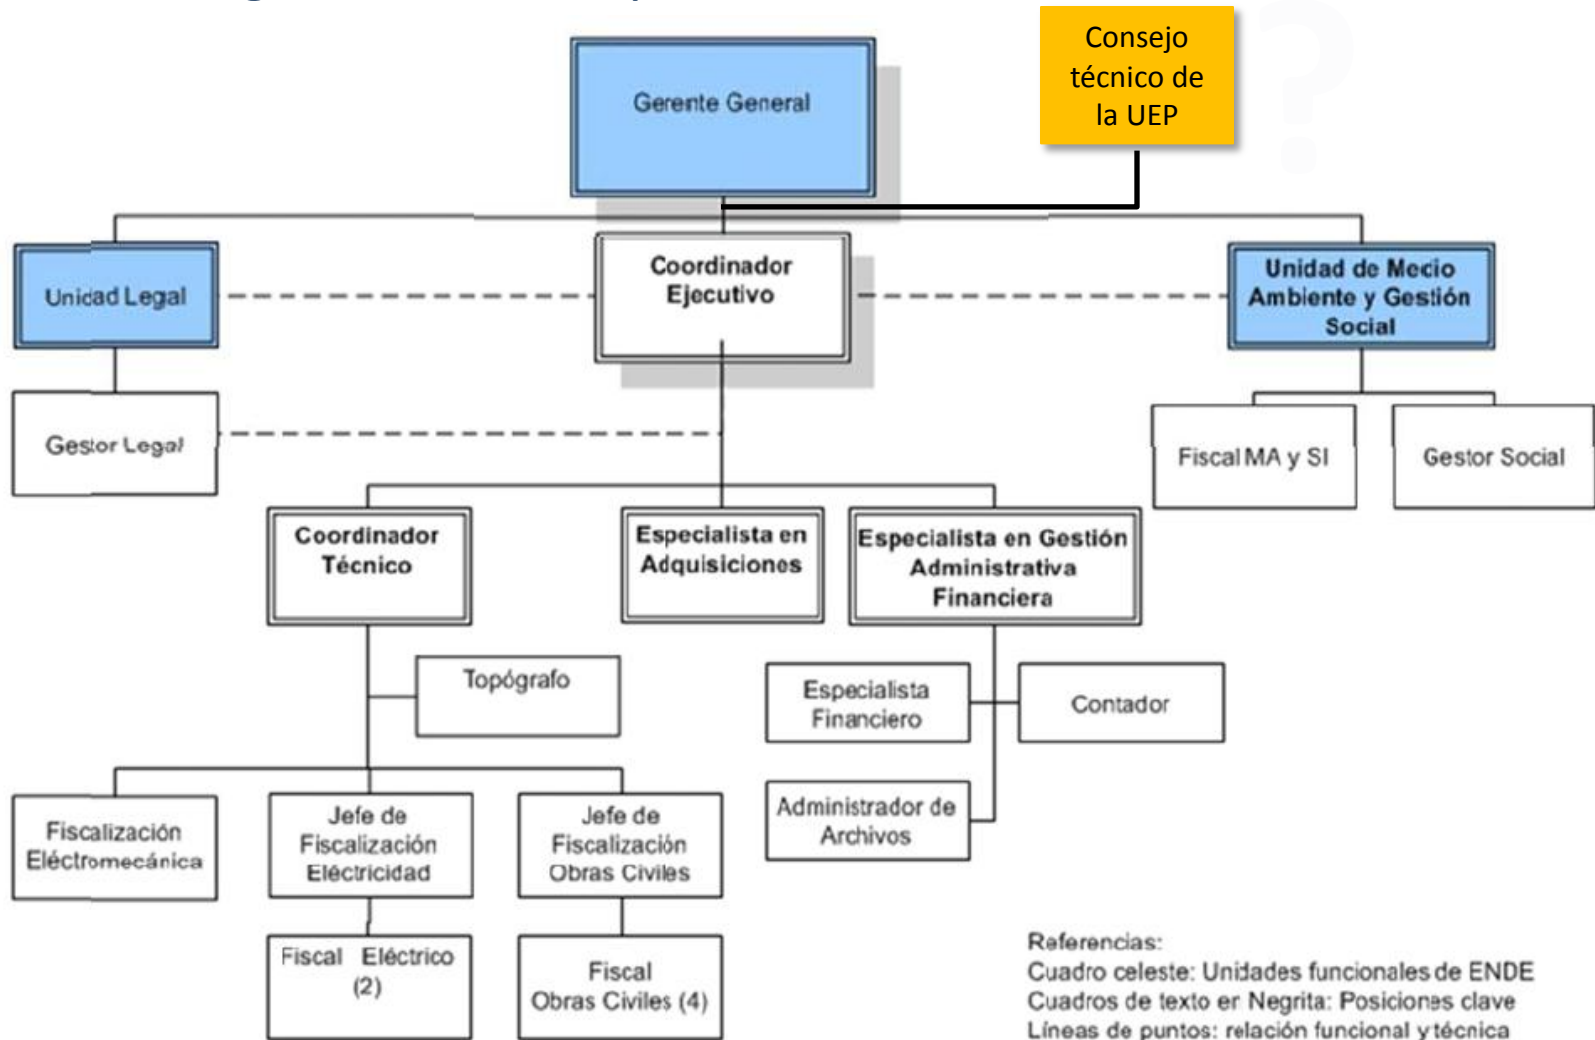 Consejo
técnico de
la UEP
Gerente General
Coordinador
Ejecutivo
Unidad Legal
Unidad de Medio
Ambiente y Gestión
Social
Gestor Legal
Fiscal MA y SI
Gestor Social
Coordinador
Técnico
Especialista en
Adquisiciones
Especialista en Gestión
Administrativa
Financiera
Topógrafo
Especialista
Financiero
Contador
Administrador de
Archivos
Fiscalización
Eléctromecánica
Jefe de
Fiscalización
Eléctricidad
Jefe de
Fiscalización
Obras Civiles
Fiscal Eléctrico
(2)
Fiscal
Obras Civiles (4)
Referencias:
Cuadro celeste: Unidades funcionales de ENDE
Cuadros de texto en Negrita: Posiciones clave
Líneas de puntos: relación funcional y técnica